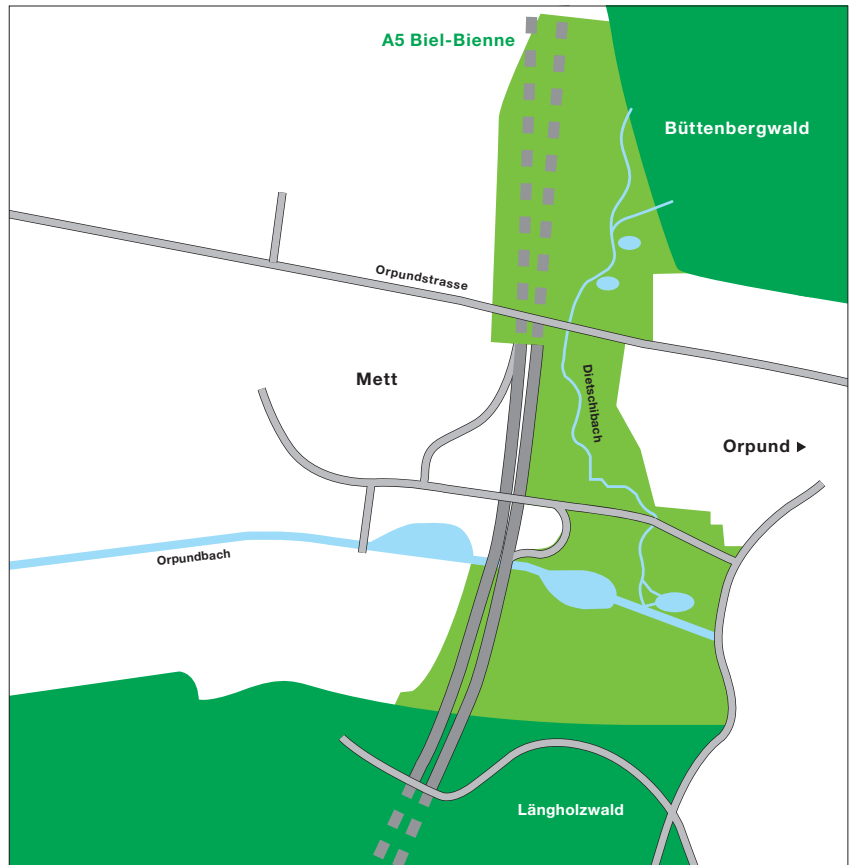 A5 Biel-Bienne
Büttenbergwald
Orpundstrasse
Mett
Dietschibach
Orpund ▶
Orpundbach
Längholzwald